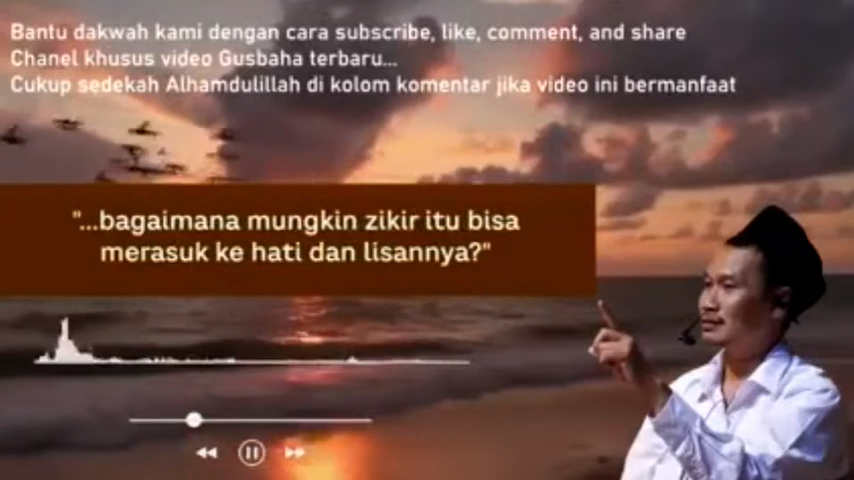 Bantu dakwah kami dengan cara subscribe, like, comment, and share
Chanel khusus video Gusbaha terbaru...
Cukup sedekah Alhamdulillah di kolom komentar jika video ini bermanfaat
"...bagaimana mungkin zikir itu bisa
merasuk ke hati dan lisannya?"